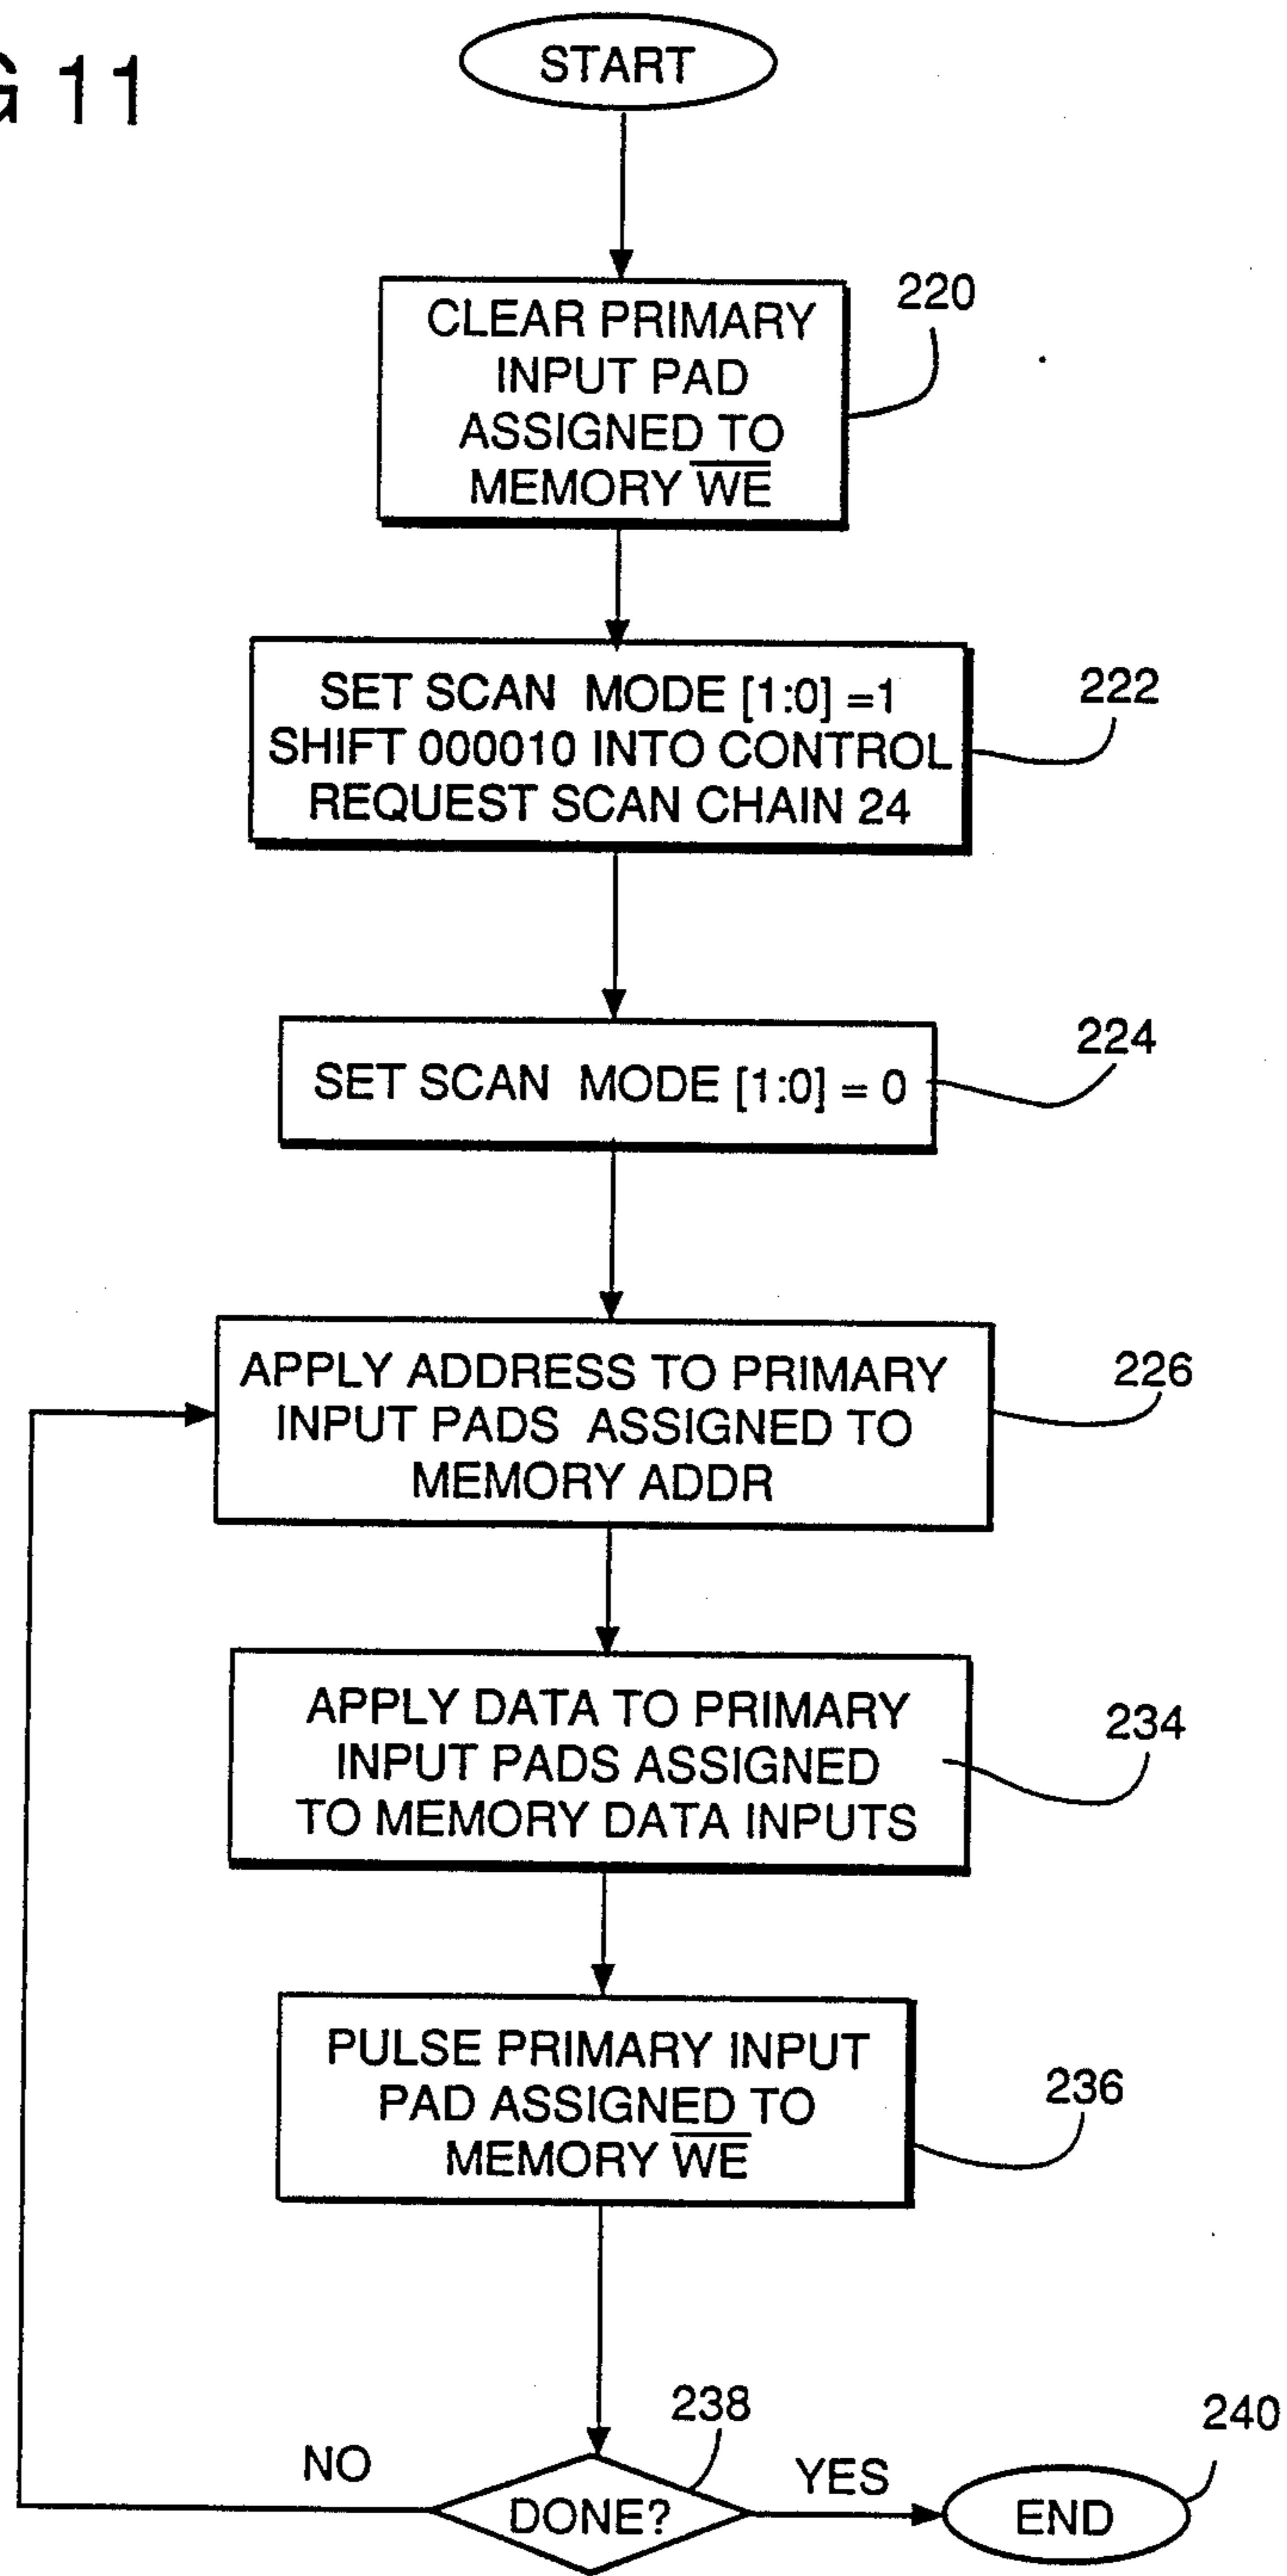 G 11
START
CLEAR PRIMARY
INPUT PAD
ASSIGNED TO
MEMORY W̅E̅
220
SET SCAN MODE [1:0] =1
SHIFT 000010 INTO CONTROL
REQUEST SCAN CHAIN 24
222
SET SCAN MODE [1:0] = 0
224
APPLY ADDRESS TO PRIMARY
INPUT PADS ASSIGNED TO
MEMORY ADDR
226
APPLY DATA TO PRIMARY
INPUT PADS ASSIGNED
TO MEMORY DATA INPUTS
234
PULSE PRIMARY INPUT
PAD ASSIGNED TO
MEMORY W̅E̅
236
238
NO
DONE?
YES
END
240